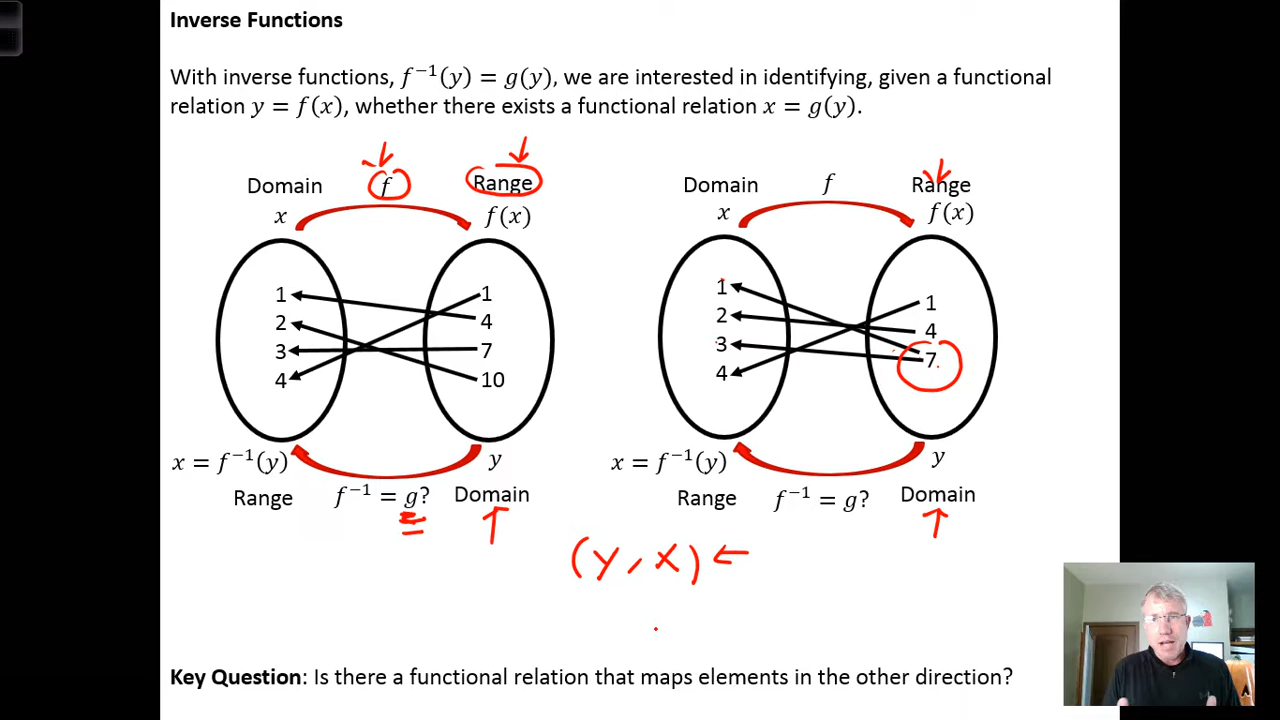 Inverse Functions
With inverse functions, f⁻¹(y) = g(y), we are interested in identifying, given a functional
relation y = f(x), whether there exists a functional relation x = g(y).
Domain f Range
x f(x)
1 1
2 4
3 7
4 10
x = f⁻¹(y) y
Range f⁻¹ = g? Domain
Domain f Range
x f(x)
1 1
2 4
3 7
4
x = f⁻¹(y) y
Range f⁻¹ = g? Domain
(y, x) ←
Key Question: Is there a functional relation that maps elements in the other direction?